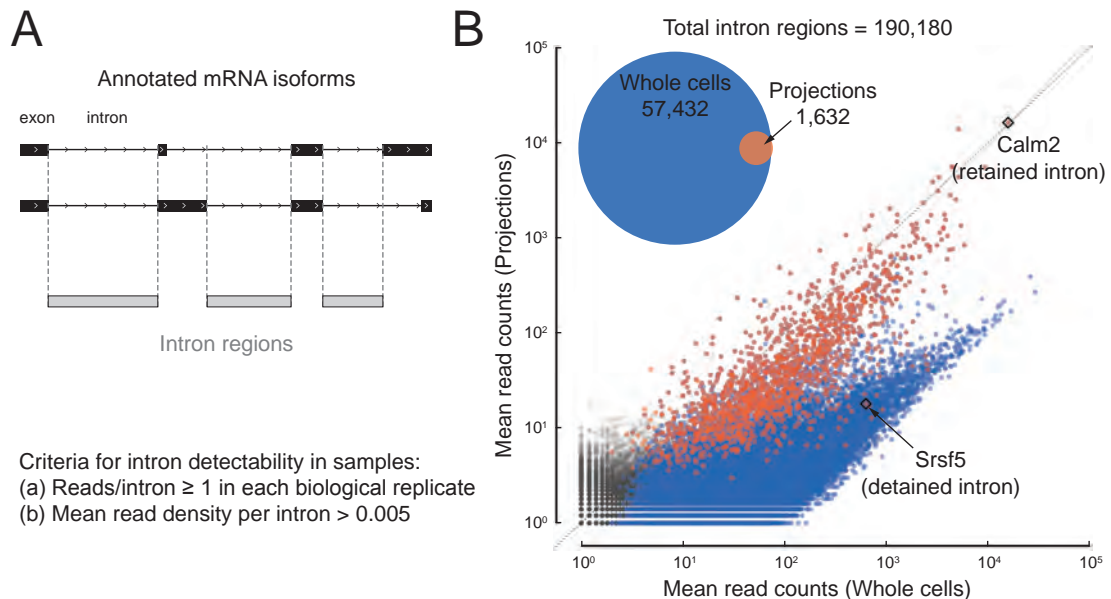 A
Annotated mRNA isoforms
exon intron
Intron regions
Criteria for intron detectability in samples:
(a) Reads/intron ≥ 1 in each biological replicate
(b) Mean read density per intron > 0.005
B
Total intron regions = 190,180
Whole cells
57,432
Projections
1,632
Calm2
(retained intron)
Srsf5
(detained intron)
Mean read counts (Projections)
10⁵
10⁴
10³
10²
10¹
10⁰
10⁰ 10¹ 10² 10³ 10⁴ 10⁵
Mean read counts (Whole cells)